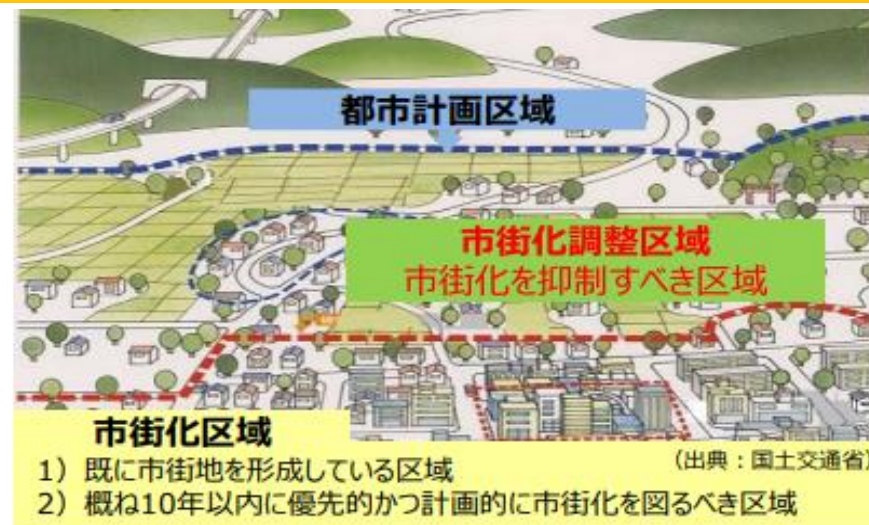 都市計画区域
市街化調整区域
市街化を抑制すべき区域
市街化区域
(出典:国土交通省)
1)既に市街地を形成している区域
2)概ね10年以内に優先的かつ計画的に市街化を図るべき区域